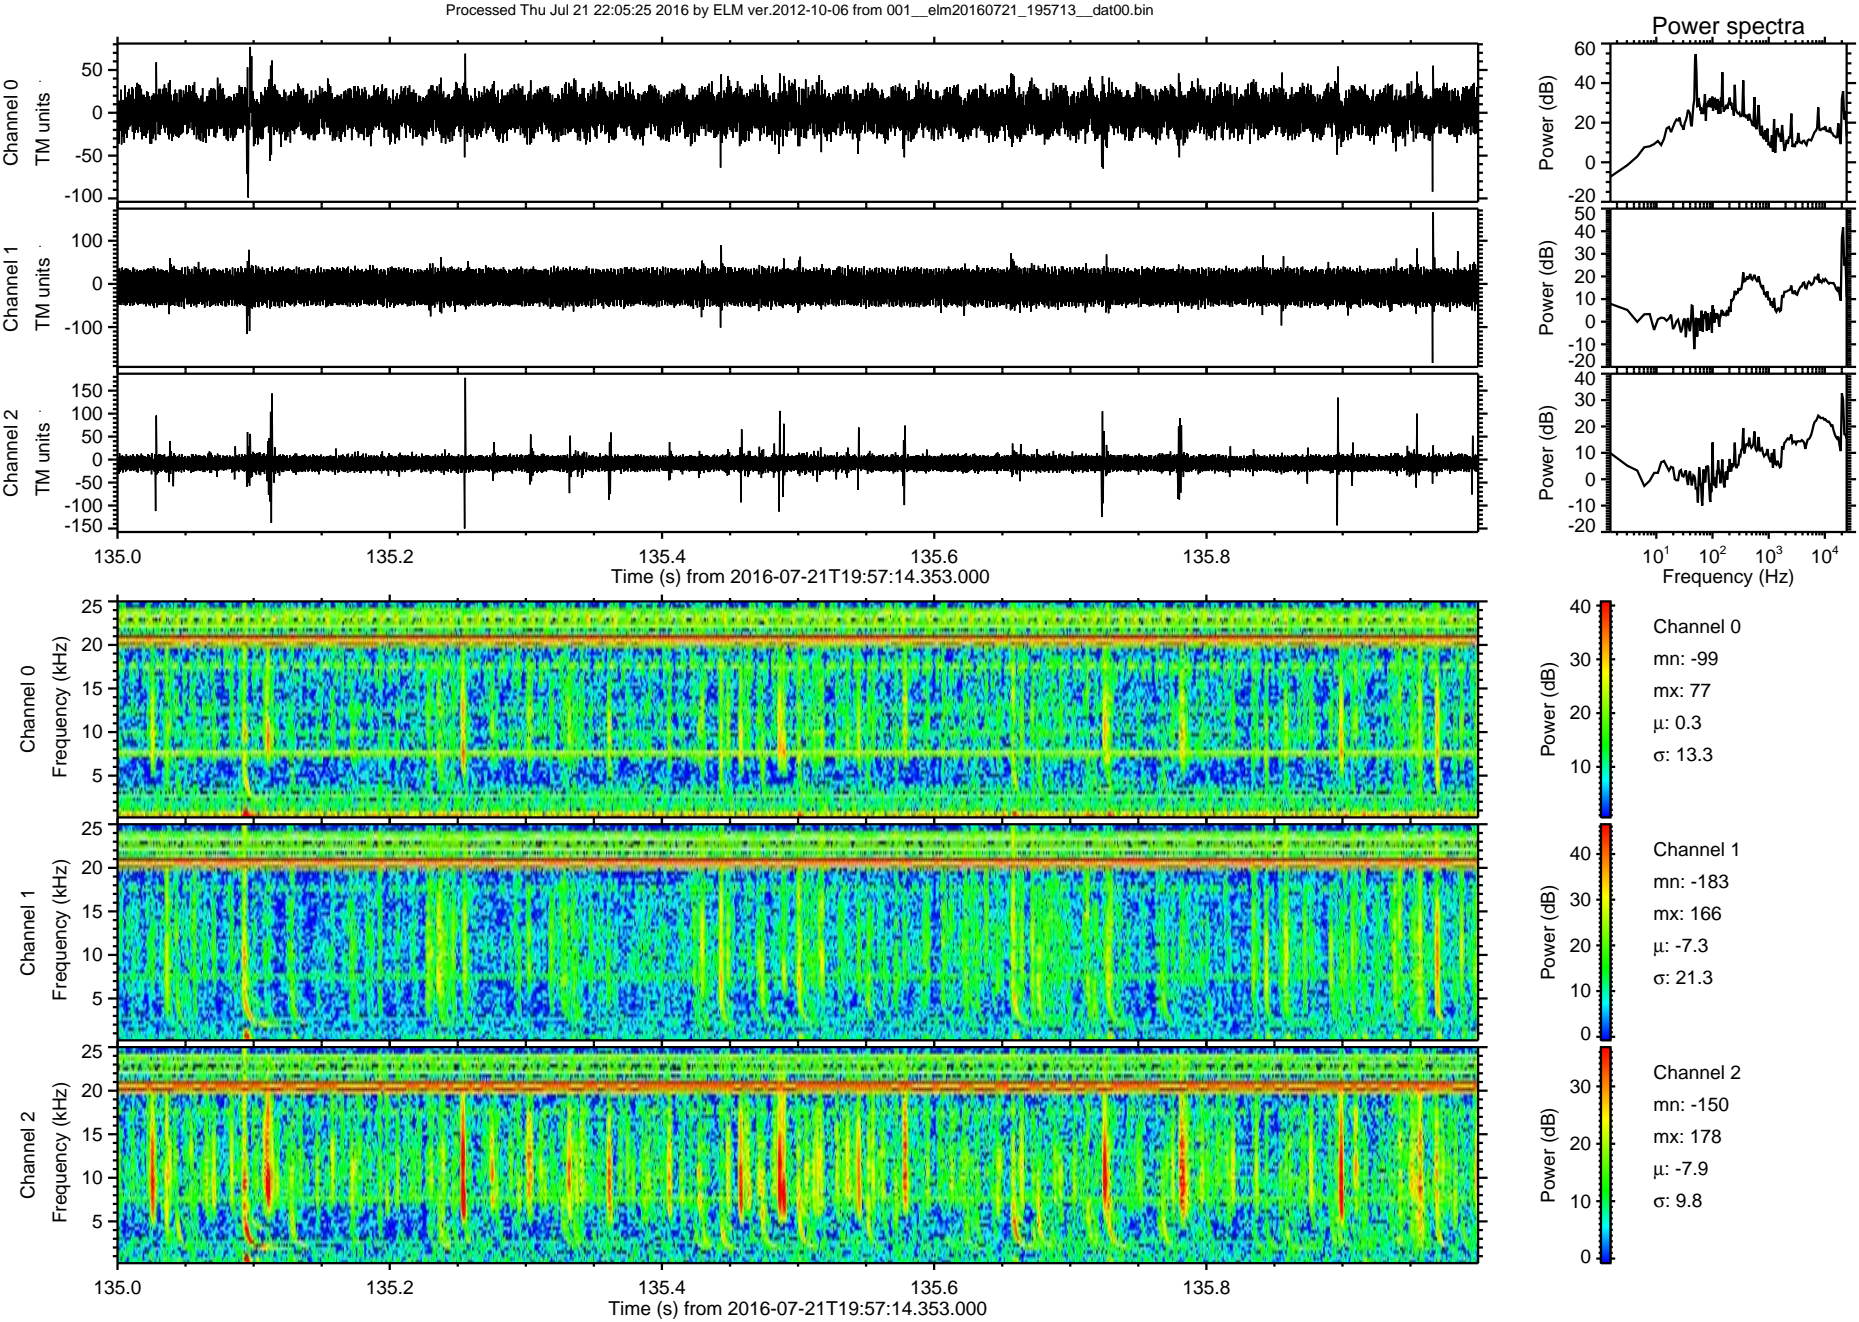 Processed Thu Jul 21 22:05:25 2016 by ELM ver.2012-10-06 from 001__elm20160721_195713__dat00.bin
Power spectra
Channel 0
TM units
50
0
-50
-100
Power (dB)
60
40
20
0
-20
Channel 1
TM units
100
0
-100
Power (dB)
50
40
30
20
10
0
-10
-20
Channel 2
TM units
150
100
50
0
-50
-100
-150
Power (dB)
40
30
20
10
0
-10
-20
135.0 135.2 135.4 135.6 135.8
Time (s) from 2016-07-21T19:57:14.353.000
10¹ 10² 10³ 10⁴
Frequency (Hz)
Channel 0
Frequency (kHz)
25
20
15
10
5
Power (dB)
40
30
20
10
Channel 0
mn: -99
mx: 77
μ: 0.3
σ: 13.3
Channel 1
Frequency (kHz)
25
20
15
10
5
Power (dB)
40
30
20
10
0
Channel 1
mn: -183
mx: 166
μ: -7.3
σ: 21.3
Channel 2
Frequency (kHz)
25
20
15
10
5
Power (dB)
30
20
10
0
Channel 2
mn: -150
mx: 178
μ: -7.9
σ: 9.8
135.0 135.2 135.4 135.6 135.8
Time (s) from 2016-07-21T19:57:14.353.000